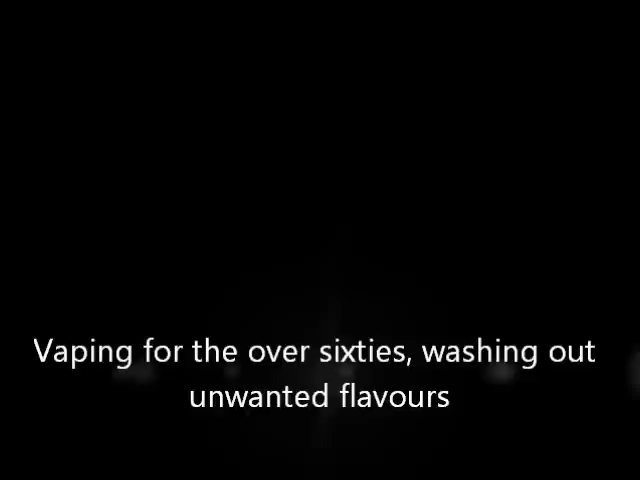 Vaping for the over sixties, washing out
unwanted flavours